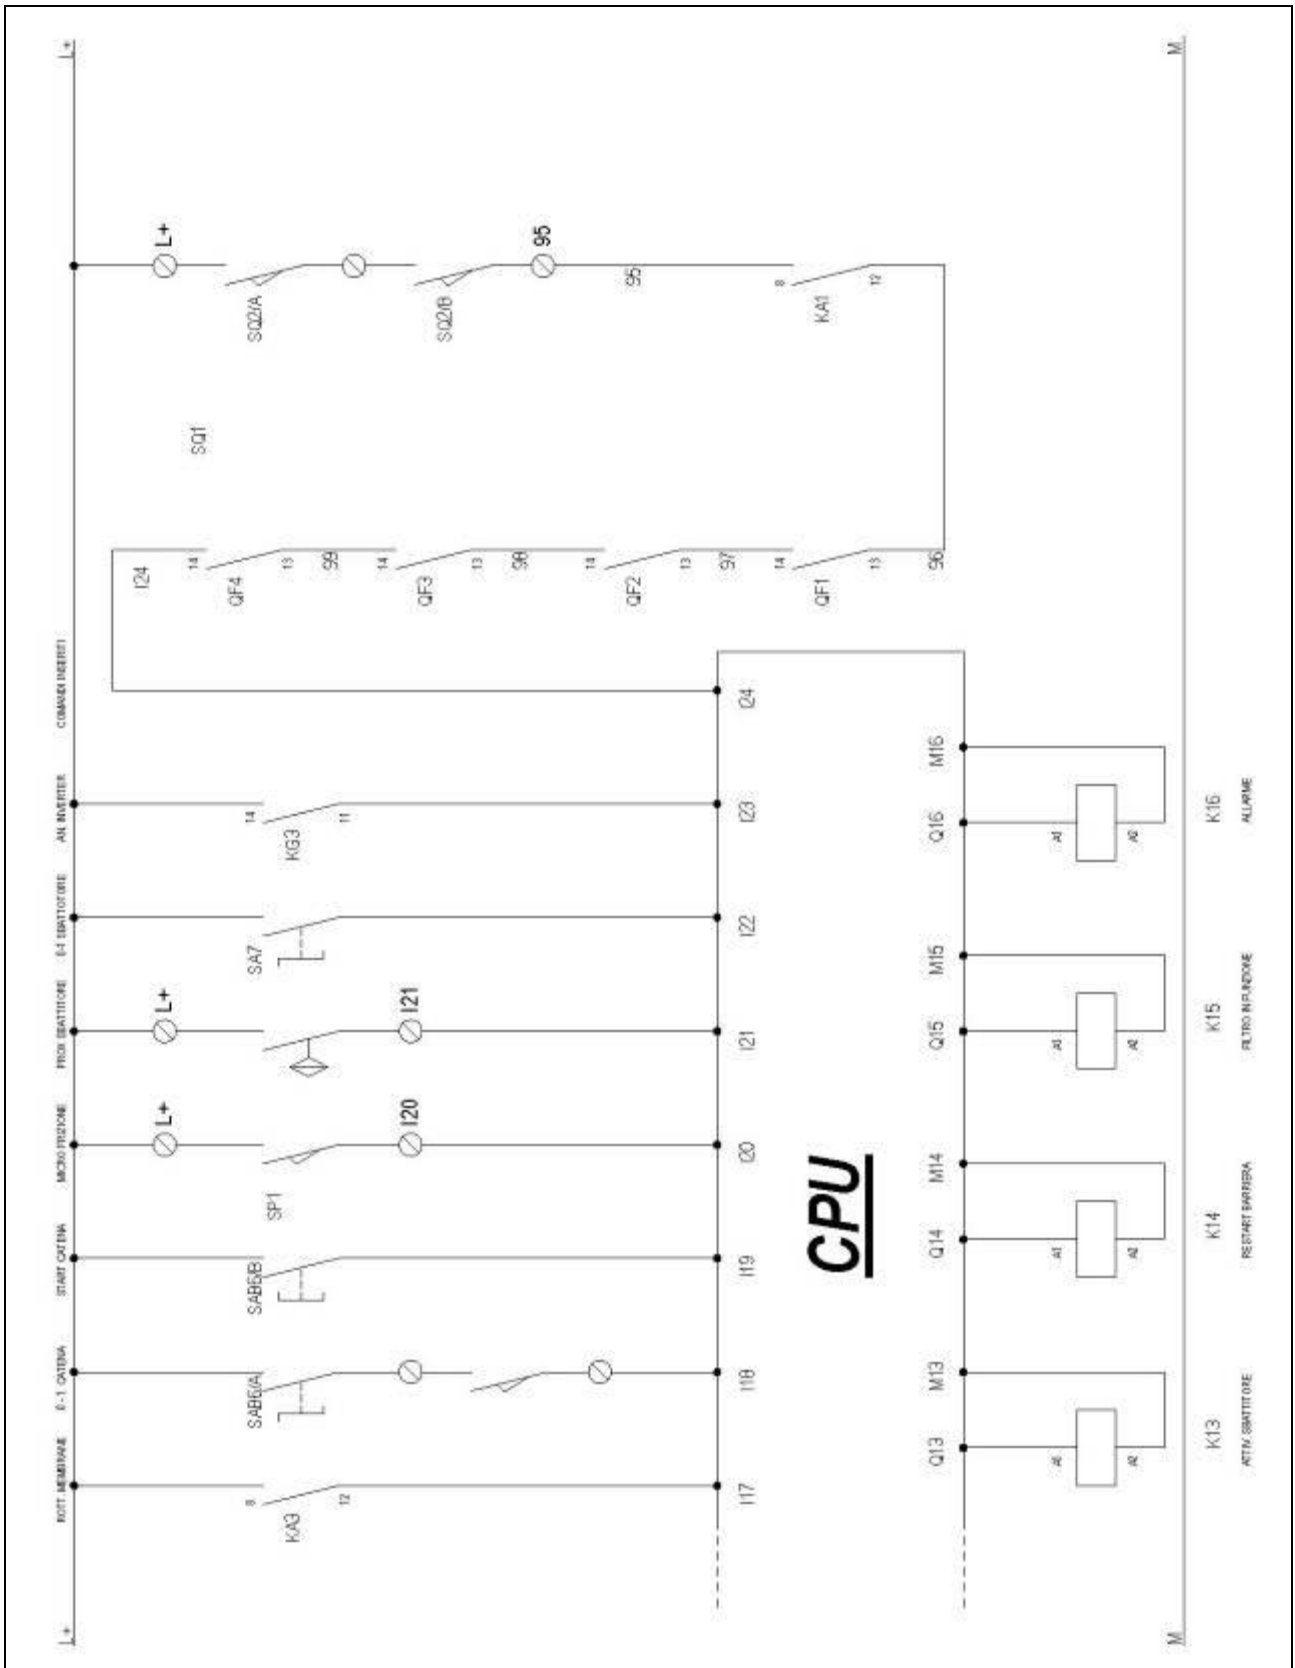 L+
L+
ROTT. MEMBRANE
0 - 1 CATENA
START CATENA
MICRO FRIZIONE
PROX SBATTITORE
0-1 SBATTOTORE
AN. INVERTER
COMANDI INSERITI
L+
L+
L+
8
KA3
12
SAB6/A
SAB6/B
SP1
I20
I21
SA7
14
KG3
11
I24
14
QF4
13
99
14
QF3
13
98
14
QF2
13
97
14
QF1
13
96
SQ1
SQ2/A
SQ2/B
95
95
8
KA1
12
I17
I18
I19
I20
I21
I22
I23
I24
CPU
Q13
M13
Q14
M14
Q15
M15
Q16
M16
A2
A1
A2
A1
A2
A1
A2
K13
K14
K15
K16
ATTIV. SBATTITORE
RESTART BARRIERA
FILTRO IN FUNZIONE
ALLARME
M
M